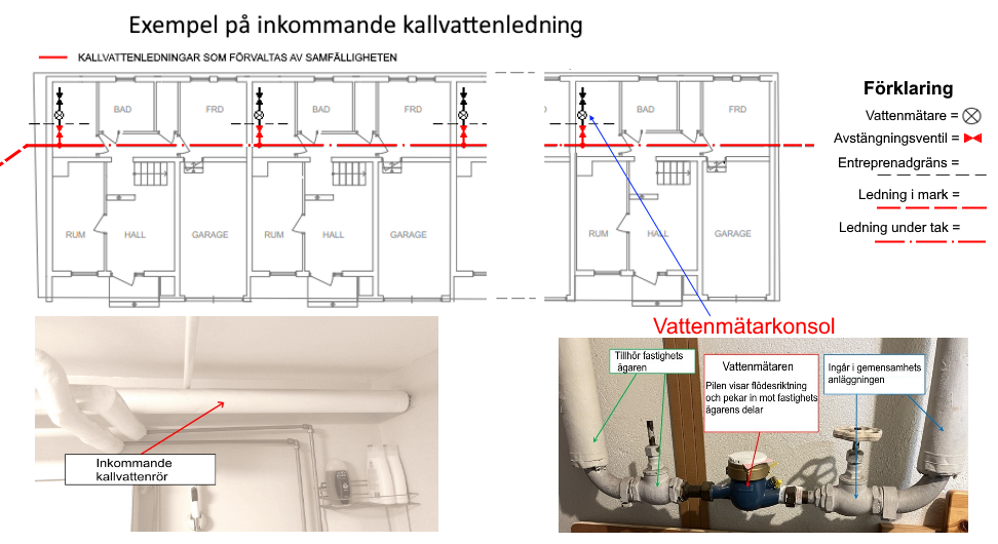 Exempel på inkommande kallvattenledning
KALLVATTENLEDNINGAR SOM FÖRVALTAS AV SAMFÄLLIGHETEN
BAD
FRD
BAD
FRD
BAD
FRD
RUM
HALL
GARAGE
RUM
HALL
GARAGE
RUM
HALL
GARAGE
Förklaring
Vattenmätare =
Avstängningsventil =
Entreprenadgräns =
Ledning i mark =
Ledning under tak =
Inkommande
kallvattenrör
Vattenmätarkonsol
Tillhör fastighets
ägaren
Vattenmätaren
Pilen visar flödesriktning
och pekar in mot fastighets
ägarens delar
Ingår i gemensamhets
anläggningen